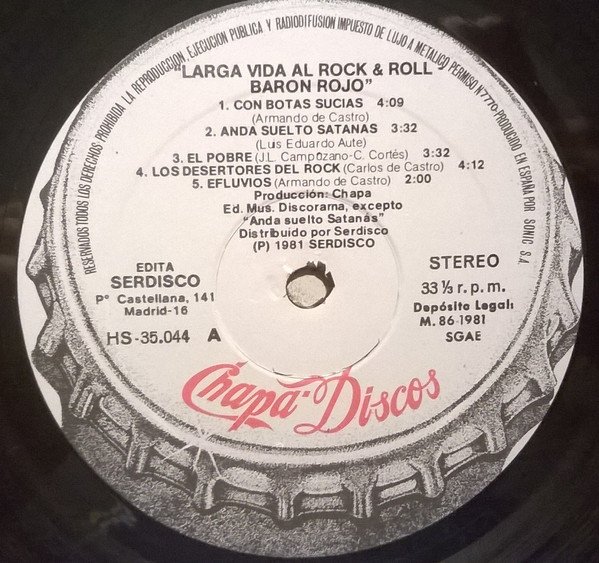 RESERVADOS TODOS LOS DERECHOS PROHIBIDA LA REPRODUCCION, EJECUCION PUBLICA Y RADIODIFUSION IMPUESTO DE LUJO A METALICO PERMISO N7770-PRODUCIDO EN ESPAÑA POR SONIC S.A.
"LARGA VIDA AL ROCK & ROLL
BARON ROJO"
1. CON BOTAS SUCIAS 4:09
(Armando de Castro)
2. ANDA SUELTO SATANAS 3:32
(Luis Eduardo Aute)
3. EL POBRE (J.L. Campuzano-C. Cortés) 3:32
4. LOS DESERTORES DEL ROCK (Carlos de Castro) 4:12
5. EFLUVIOS (Armando de Castro) 2:00
Producción: Chapa
Ed. Mus. Discorama, excepto
"Anda suelto Satanás"
Distribuido por Serdisco
(P) 1981 SERDISCO
EDITA
SERDISCO
Pº Castellana, 141
Madrid-16
HS-35.044 A
STEREO
33 ⅓ r.p.m.
Depósito Legal:
M. 86-1981
SGAE
Chapa Discos